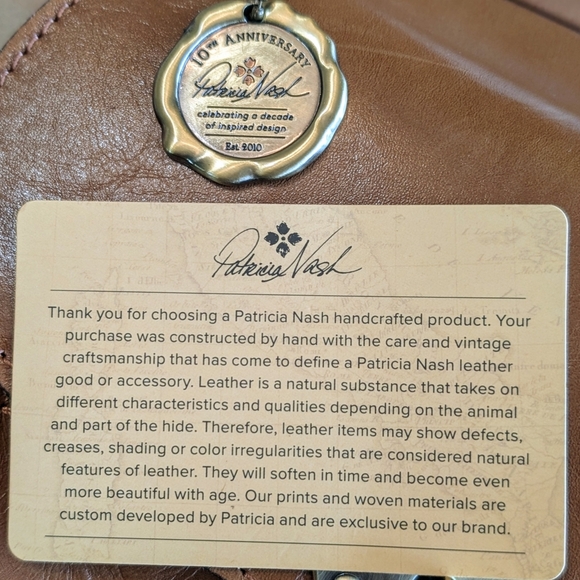 10TH ANNIVERSARY
Patricia Nash
celebrating a decade
of inspired design
Est. 2010
Patricia Nash
Thank you for choosing a Patricia Nash handcrafted product. Your
purchase was constructed by hand with the care and vintage
craftsmanship that has come to define a Patricia Nash leather
good or accessory. Leather is a natural substance that takes on
different characteristics and qualities depending on the animal
and part of the hide. Therefore, leather items may show defects,
creases, shading or color irregularities that are considered natural
features of leather. They will soften in time and become even
more beautiful with age. Our prints and woven materials are
custom developed by Patricia and are exclusive to our brand.